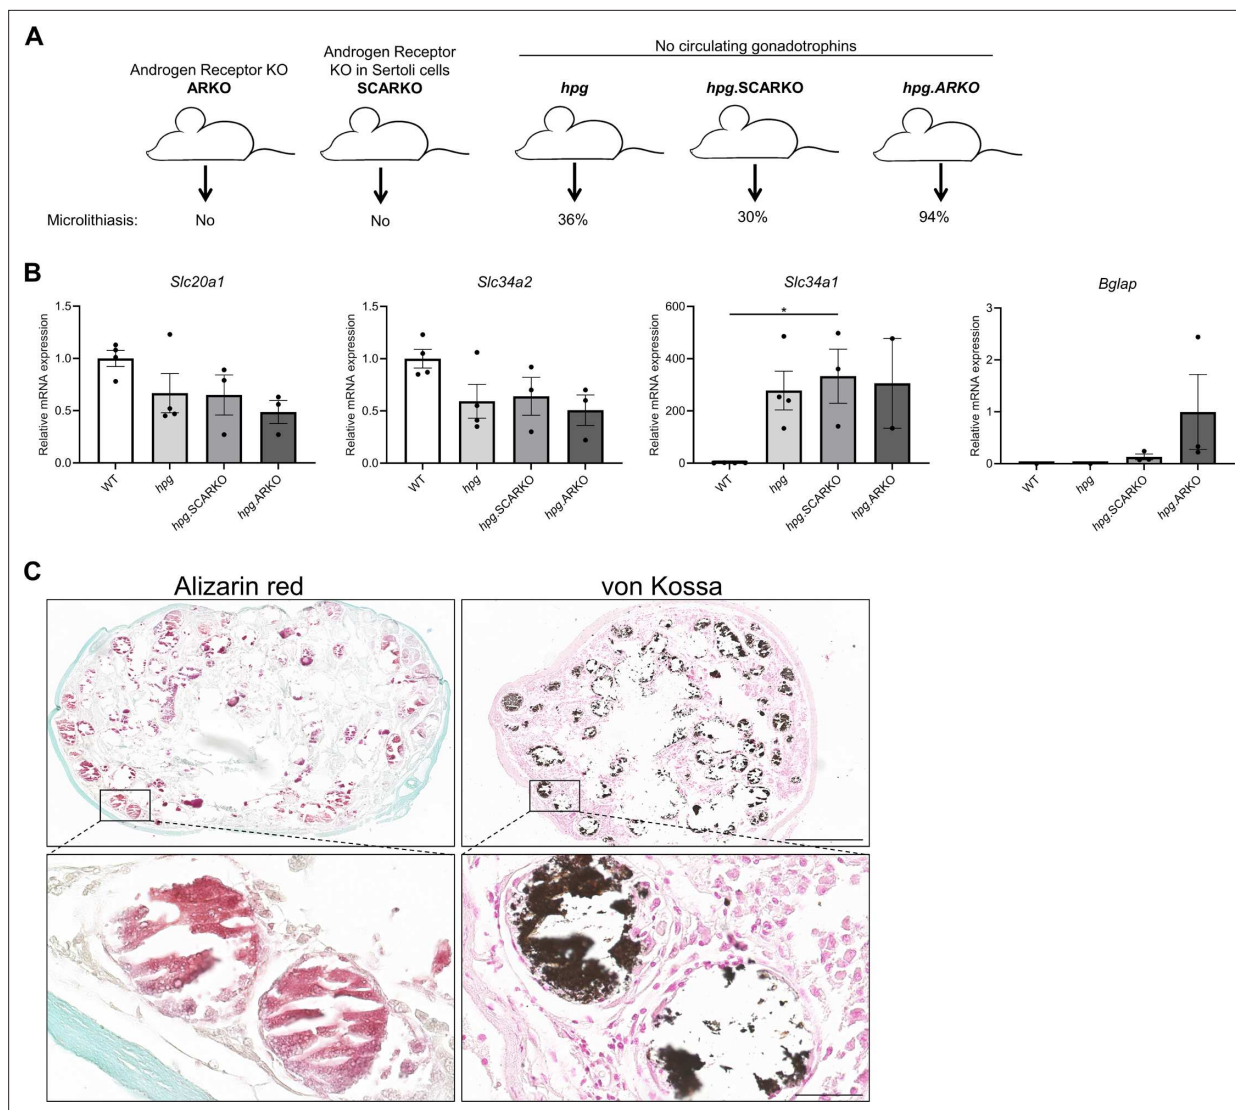 A
Androgen Receptor KO
ARKO
Androgen Receptor
KO in Sertoli cells
SCARKO
No circulating gonadotrophins
hpg
hpg.SCARKO
hpg.ARKO
Microlithiasis:
No
No
36%
30%
94%
B
Slc20a1
Relative mRNA expression
1.5
1.0
0.5
0.0
WT
hpg
hpg.SCARKO
hpg.ARKO
Slc34a2
Relative mRNA expression
1.5
1.0
0.5
0.0
WT
hpg
hpg.SCARKO
hpg.ARKO
Slc34a1
Relative mRNA expression
600
400
200
0
*
WT
hpg
hpg.SCARKO
hpg.ARKO
Bglap
Relative mRNA expression
3
2
1
0
WT
hpg
hpg.SCARKO
hpg.ARKO
C
Alizarin red
von Kossa